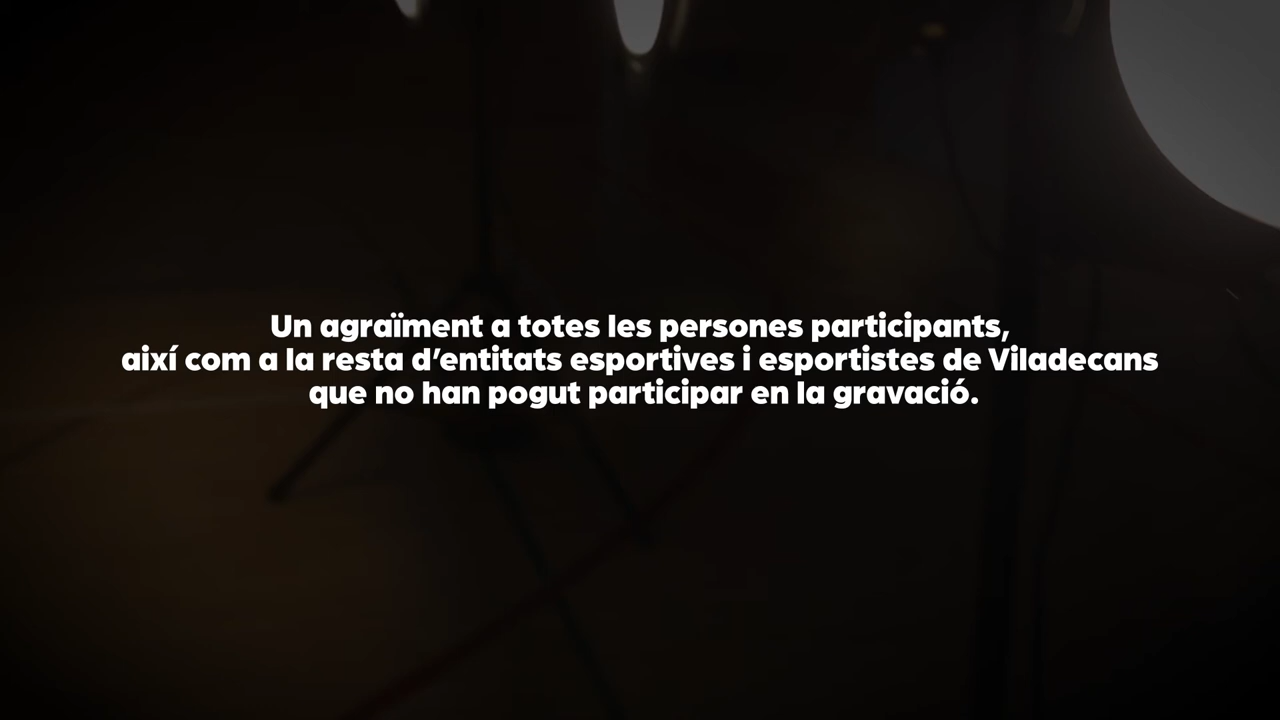 Un agraïment a totes les persones participants,
així com a la resta d’entitats esportives i esportistes de Viladecans
que no han pogut participar en la gravació.